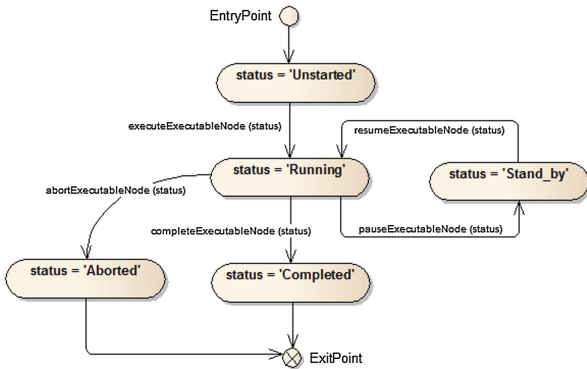 EntryPoint
status = 'Unstarted'
executeExecutableNode (status)
resumeExecutableNode (status)
status = 'Running'
status = 'Stand_by'
abortExecutableNode (status)
completeExecutableNode (status)
pauseExecutableNode (status)
status = 'Aborted'
status = 'Completed'
ExitPoint